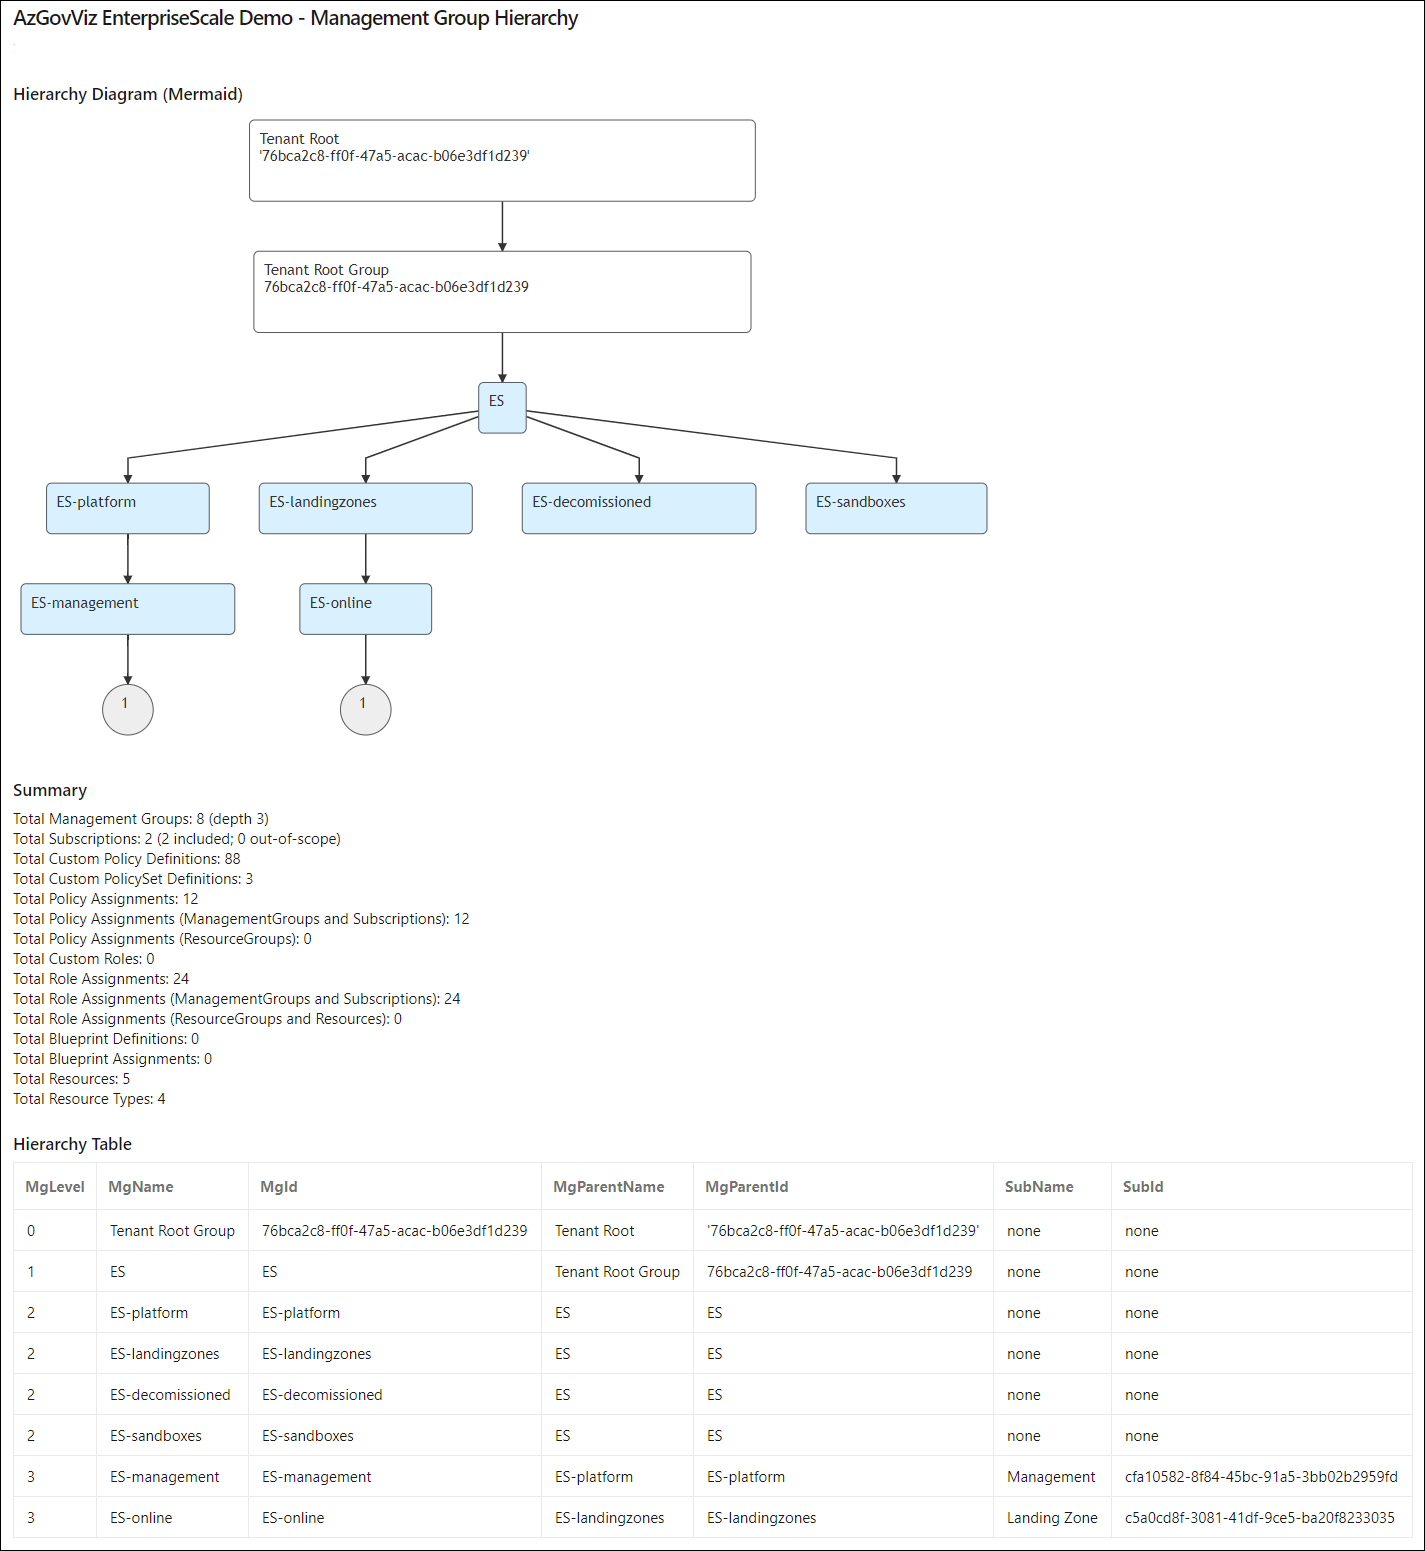 AzGovViz EnterpriseScale Demo - Management Group Hierarchy
Hierarchy Diagram (Mermaid)
Tenant Root
'76bca2c8-ff0f-47a5-acac-b06e3df1d239'
Tenant Root Group
76bca2c8-ff0f-47a5-acac-b06e3df1d239
ES
ES-platform ES-landingzones ES-decomissioned ES-sandboxes
ES-management ES-online
1 1
Summary
Total Management Groups: 8 (depth 3)
Total Subscriptions: 2 (2 included; 0 out-of-scope)
Total Custom Policy Definitions: 88
Total Custom PolicySet Definitions: 3
Total Policy Assignments: 12
Total Policy Assignments (ManagementGroups and Subscriptions): 12
Total Policy Assignments (ResourceGroups): 0
Total Custom Roles: 0
Total Role Assignments: 24
Total Role Assignments (ManagementGroups and Subscriptions): 24
Total Role Assignments (ResourceGroups and Resources): 0
Total Blueprint Definitions: 0
Total Blueprint Assignments: 0
Total Resources: 5
Total Resource Types: 4
Hierarchy Table
MgLevel MgName MgId MgParentName MgParentId SubName SubId
0 Tenant Root Group 76bca2c8-ff0f-47a5-acac-b06e3df1d239 Tenant Root '76bca2c8-ff0f-47a5-acac-b06e3df1d239' none none
1 ES ES Tenant Root Group 76bca2c8-ff0f-47a5-acac-b06e3df1d239 none none
2 ES-platform ES-platform ES ES none none
2 ES-landingzones ES-landingzones ES ES none none
2 ES-decomissioned ES-decomissioned ES ES none none
2 ES-sandboxes ES-sandboxes ES ES none none
3 ES-management ES-management ES-platform ES-platform Management cfa10582-8f84-45bc-91a5-3bb02b2959fd
3 ES-online ES-online ES-landingzones ES-landingzones Landing Zone c5a0cd8f-3081-41df-9ce5-ba20f8233035